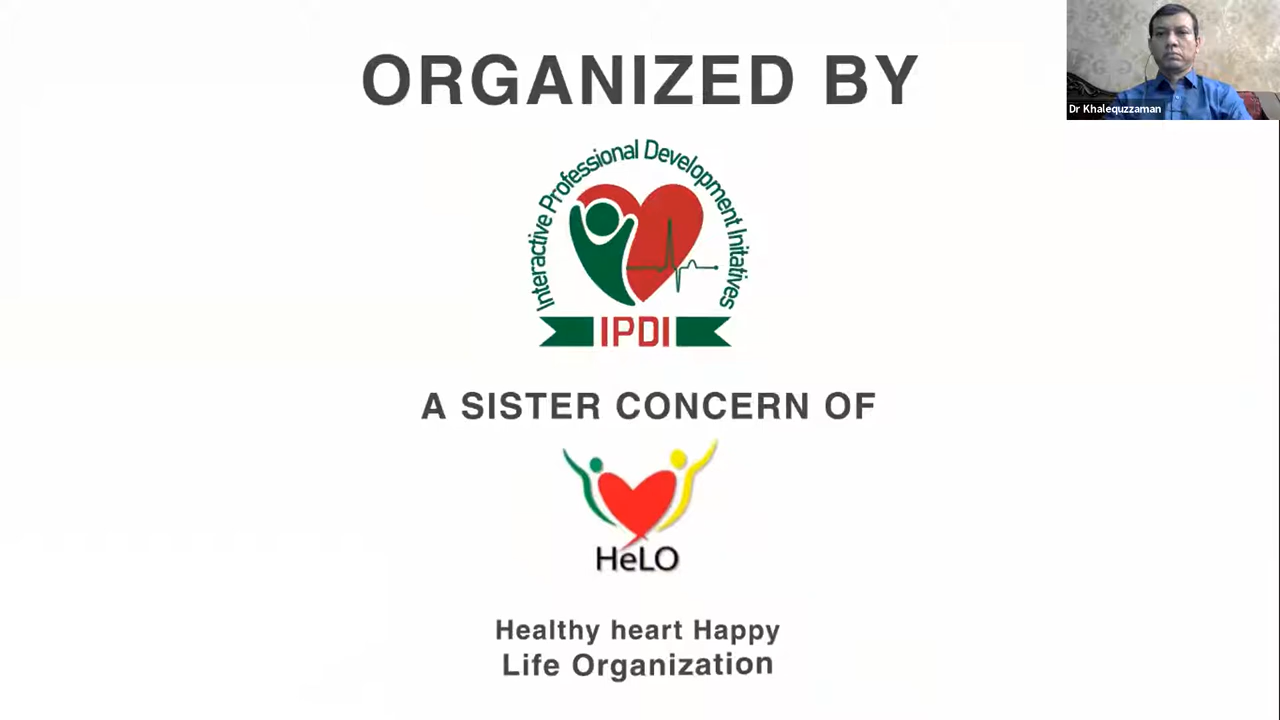 ORGANIZED BY
Dr Khalequzzaman
Interactive Professional Development Initatives
IPDI
A SISTER CONCERN OF
HeLO
Healthy heart Happy
Life Organization